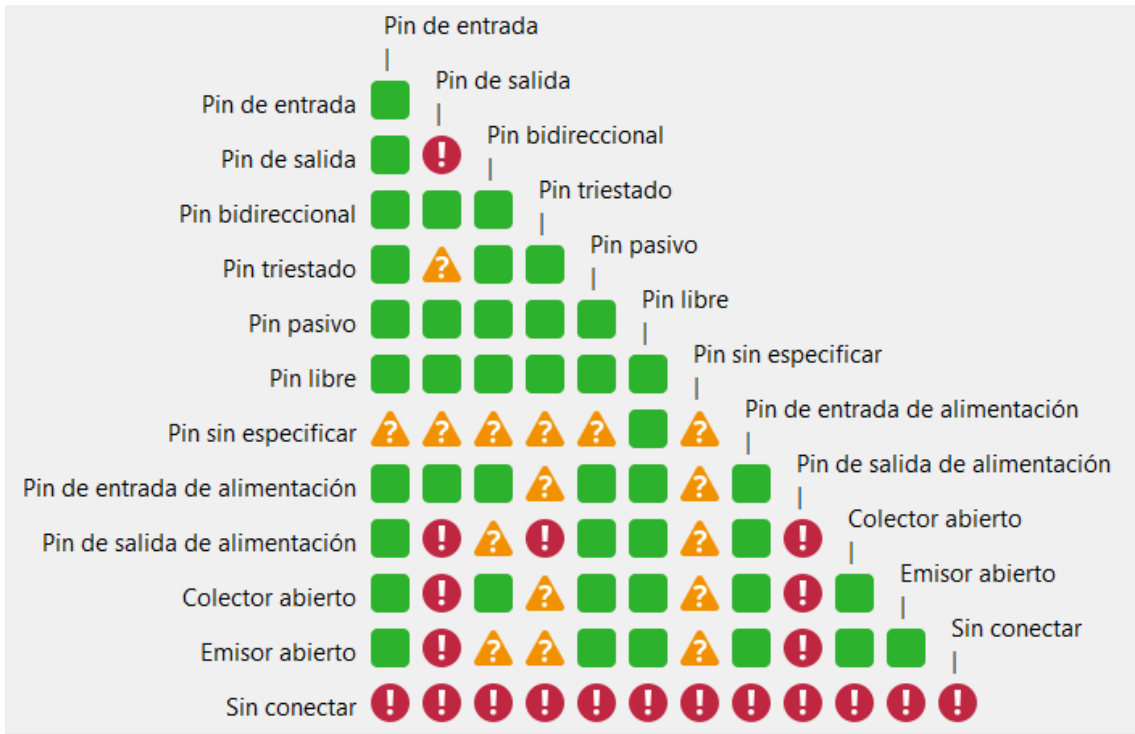 Pin de entrada
|
Pin de salida
Pin de entrada
|
Pin bidireccional
Pin de salida !
|
Pin triestado
Pin bidireccional
|
Pin pasivo
Pin triestado ?
|
Pin libre
Pin pasivo
|
Pin sin especificar
Pin libre
|
Pin de entrada de alimentación
Pin sin especificar ? ? ? ? ? ?
|
Pin de salida de alimentación
Pin de entrada de alimentación ? ?
|
Colector abierto
Pin de salida de alimentación ! ? ! ? !
|
Emisor abierto
Colector abierto ! ? ? !
|
Sin conectar
Emisor abierto ! ? ? ? !
|
Sin conectar ! ! ! ! ! ! ! ! ! ! ! !